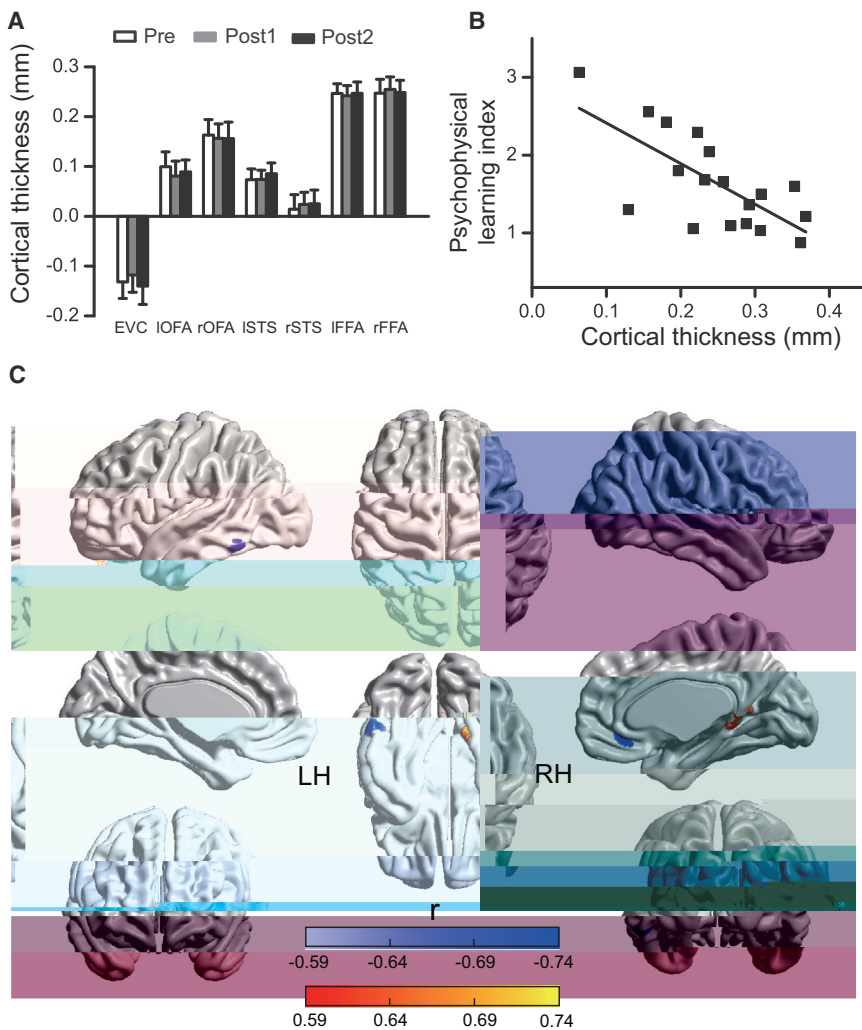 A
Pre Post1 Post2
Cortical thickness (mm)
0.3
0.2
0.1
0.0
-0.1
-0.2
EVC lOFA rOFA lSTS rSTS lFFA rFFA
B
Psychophysical
learning index
3
2
1
0.0 0.1 0.2 0.3 0.4
Cortical thickness (mm)
C
LH
RH
r
-0.59 -0.64 -0.69 -0.74
0.59 0.64 0.69 0.74